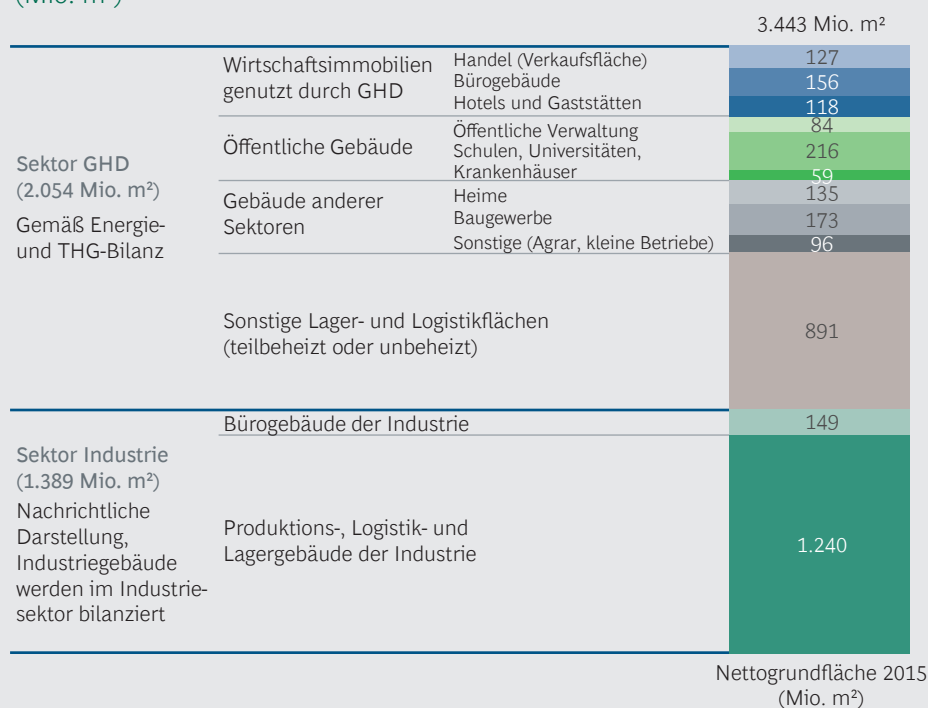 (Mio. m²)
3.443 Mio. m²
Wirtschaftsimmobilien
genutzt durch GHD
Handel (Verkaufsfläche)
127
Bürogebäude
156
Hotels und Gaststätten
118
Öffentliche Gebäude
Öffentliche Verwaltung
84
Schulen, Universitäten,
216
Krankenhäuser
59
Sektor GHD
(2.054 Mio. m²)
Gemäß Energie-
und THG-Bilanz
Gebäude anderer
Sektoren
Heime
135
Baugewerbe
173
Sonstige (Agrar, kleine Betriebe)
96
Sonstige Lager- und Logistikflächen
(teilbeheizt oder unbeheizt)
891
Bürogebäude der Industrie
149
Sektor Industrie
(1.389 Mio. m²)
Nachrichtliche
Darstellung,
Industriegebäude
werden im Industrie-
sektor bilanziert
Produktions-, Logistik- und
Lagergebäude der Industrie
1.240
Nettogrundfläche 2015
(Mio. m²)